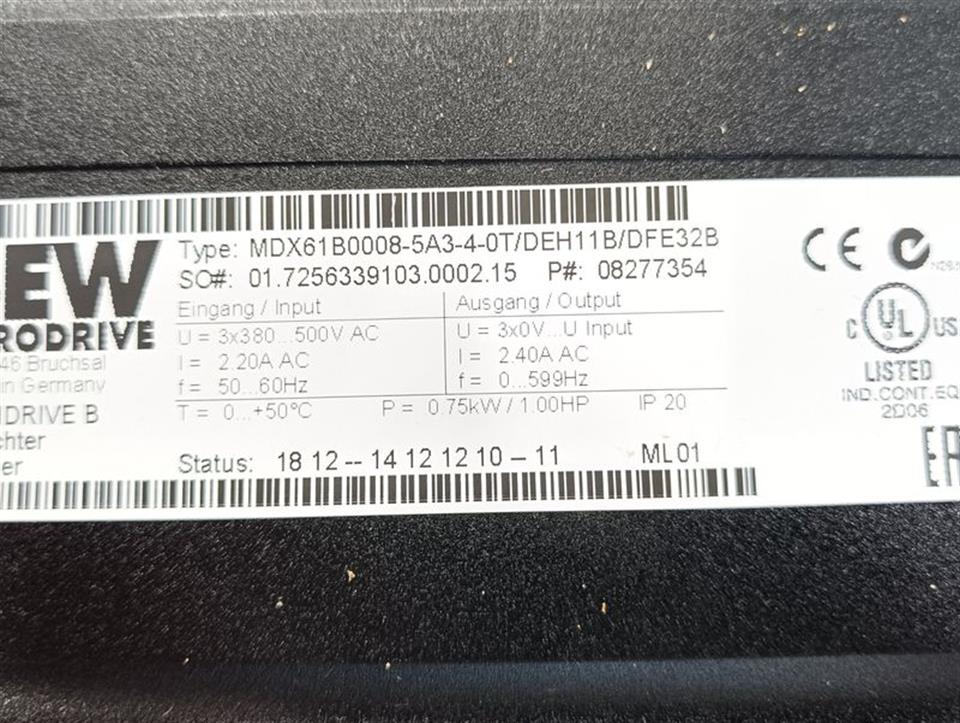 EW
RODRIVE
46 Bruchsal
in Germany
DRIVE B
chter
er
Type: MDX61B0008-5A3-4-0T/DEH11B/DFE32B
SO#: 01.7256339103.0002.15 P#: 08277354
Eingang / Input
U = 3x380...500V AC
I = 2.20A AC
f = 50...60Hz
Ausgang / Output
U = 3x0V...U Input
I = 2.40A AC
f = 0...599Hz
T = 0...+50°C P = 0.75kW / 1.00HP IP 20
Status: 18 12 -- 14 12 12 10 - 11 ML 01
CE
C UL US
LISTED
IND.CONT.EQ
2D06